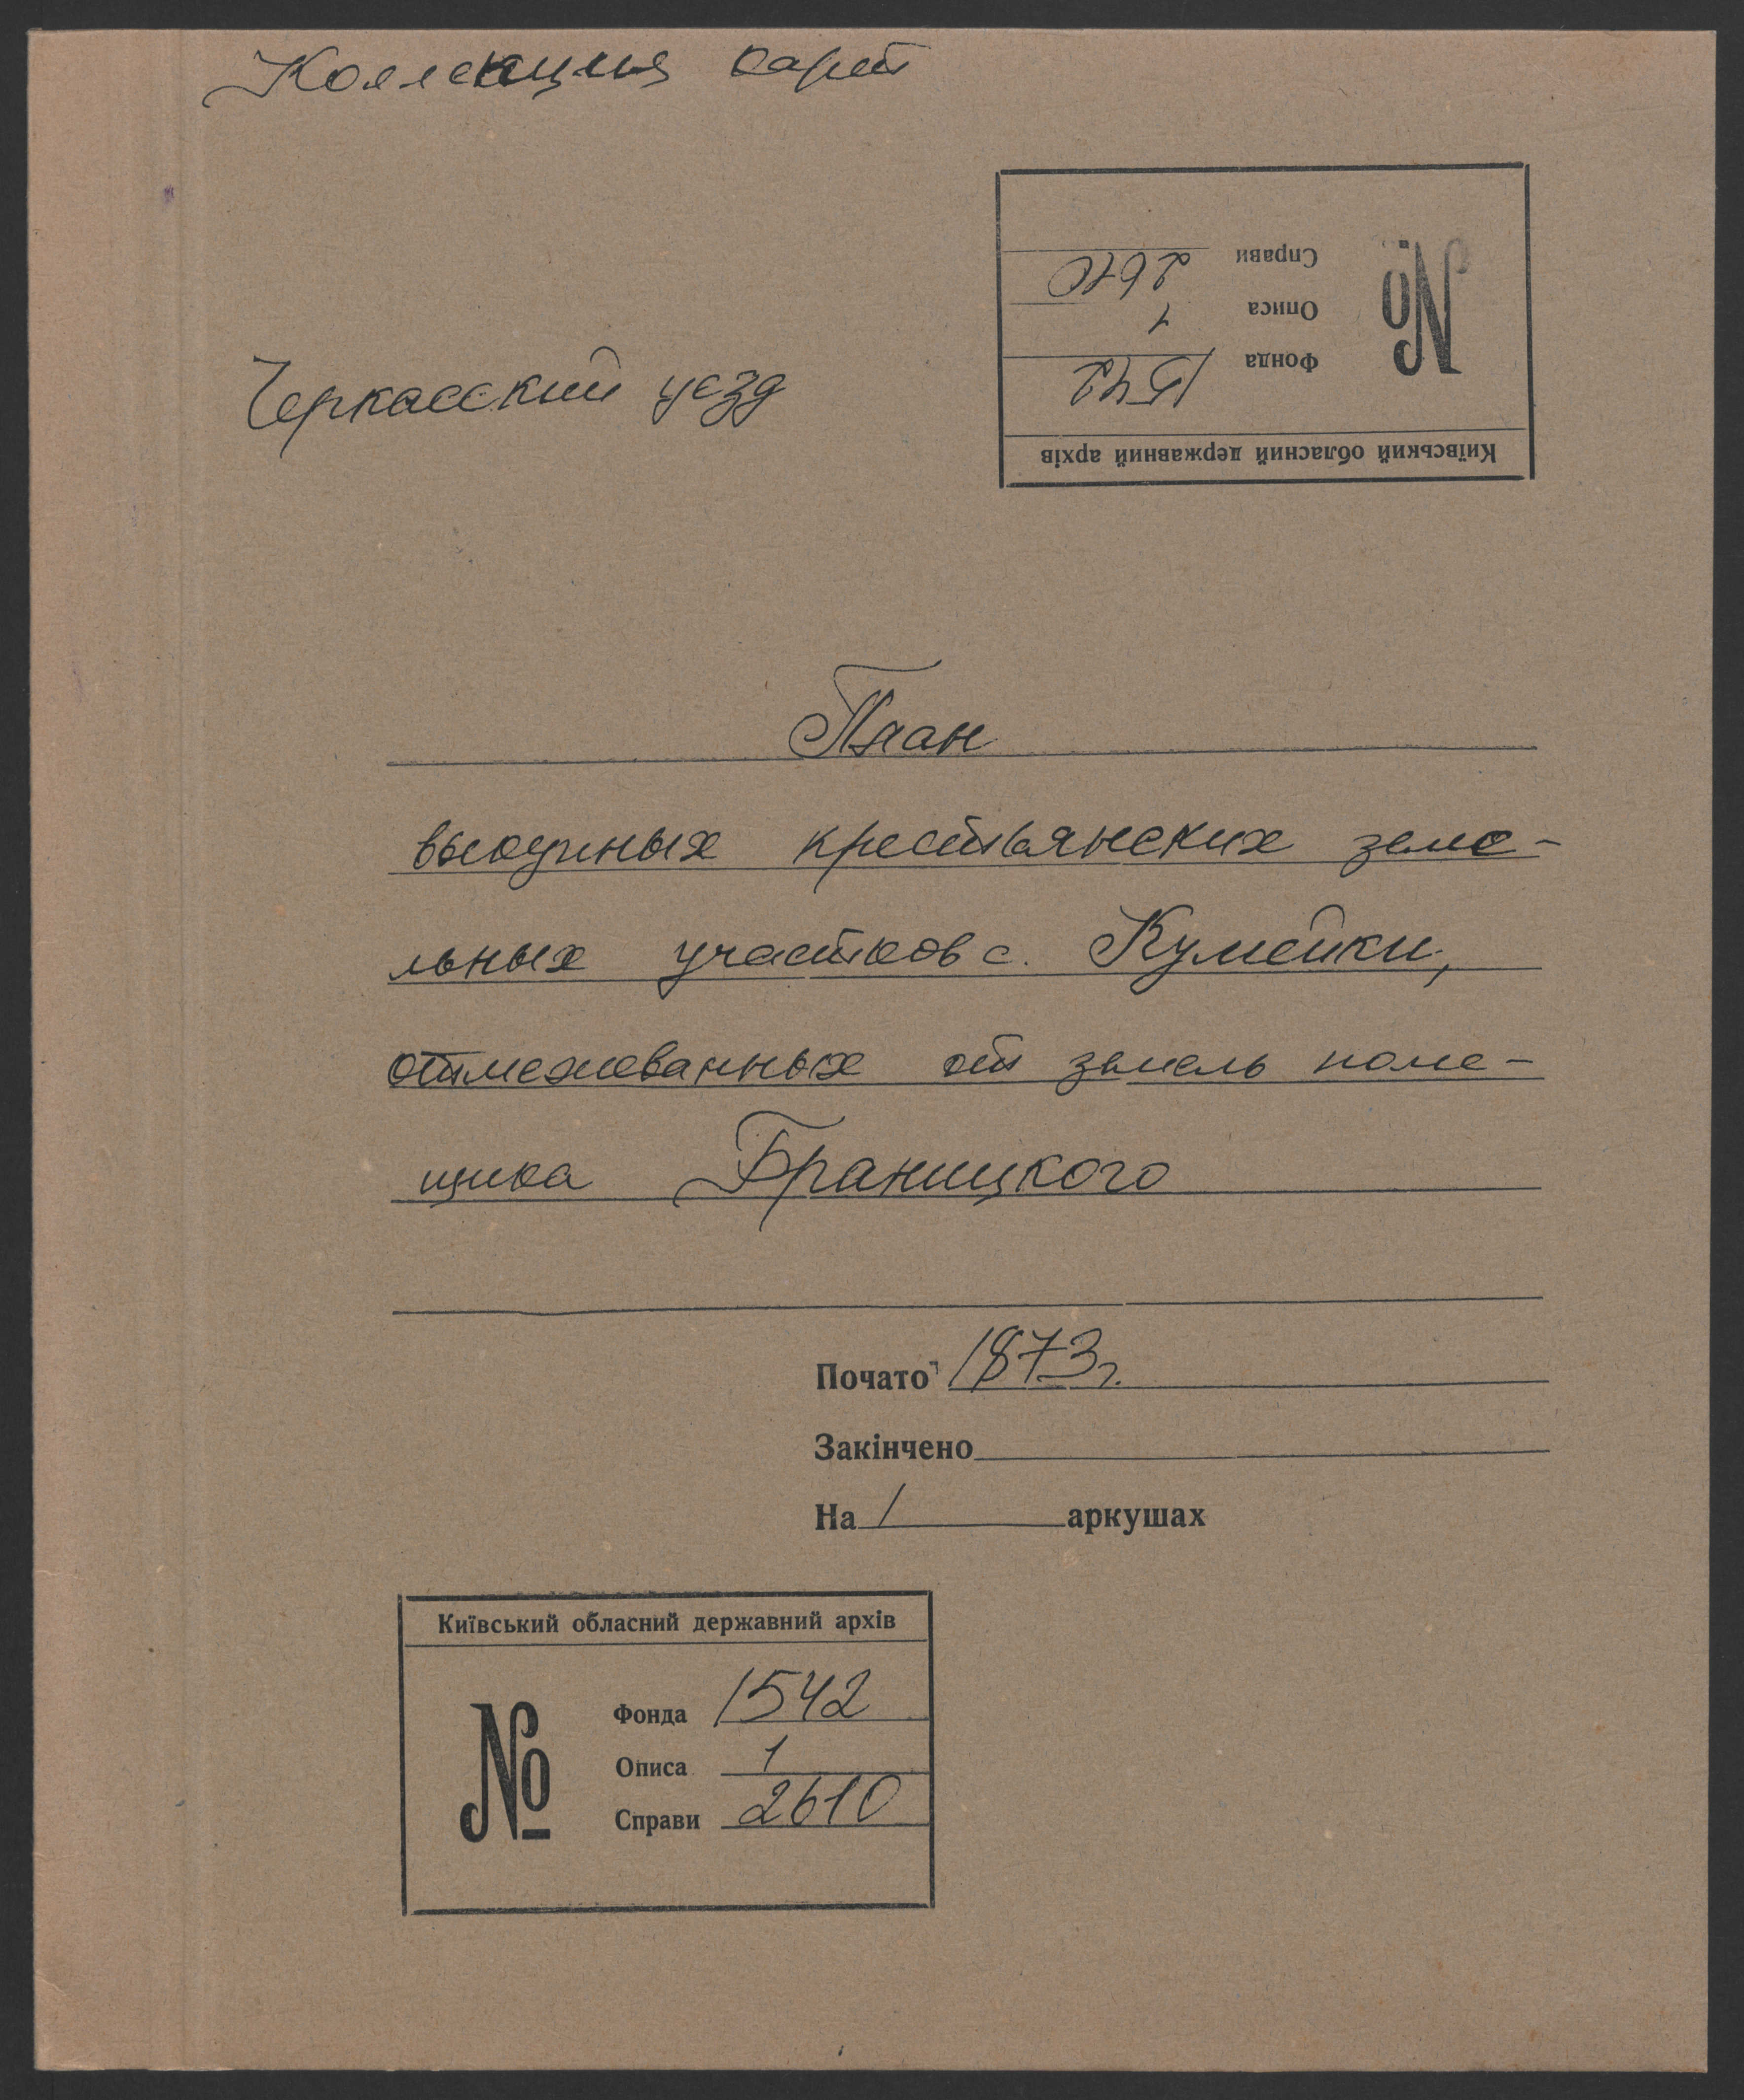 Коллекция карт
Справи 2610
Описа 1
Фонда 1542
№
Київський обласний державний архів
Черкасский уезд
План
выкупных крестьянских земе-
льных участков с. Кумейки,
отмежеванных от земель поме-
щика Браницкого
Почато 1873г.
Закінчено
На 1 аркушах
Київський обласний державний архів
№
Фонда 1542
Описа 1
Справи 2610